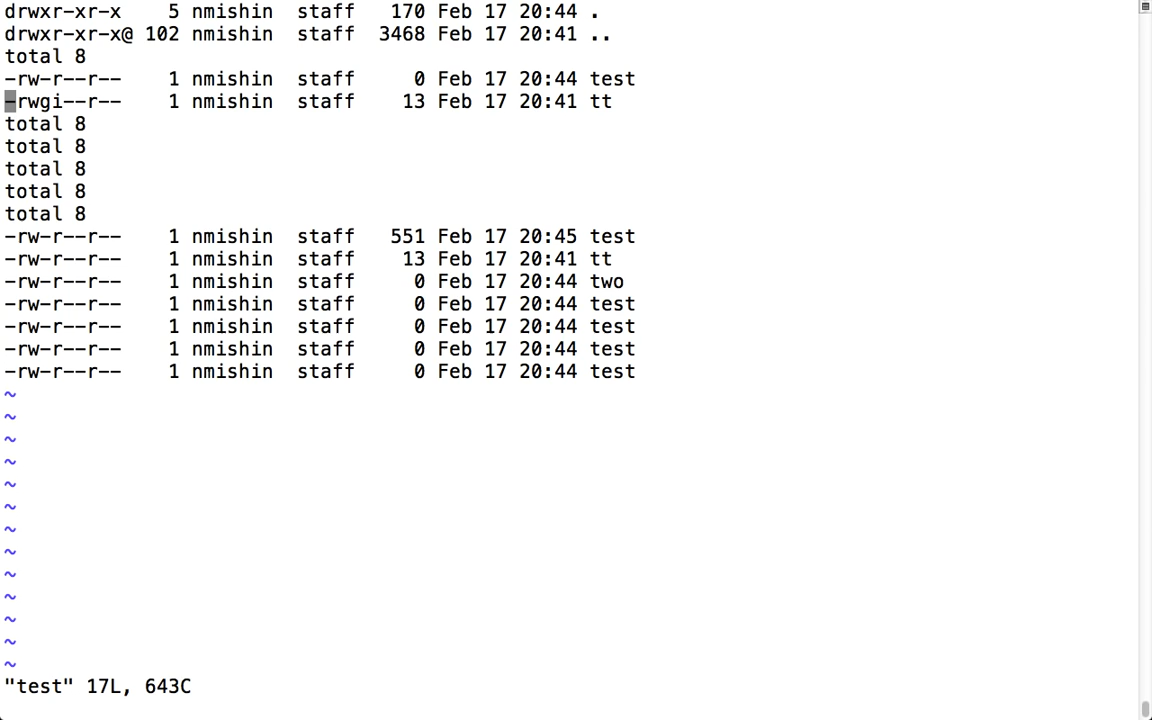 drwxr-xr-x    5 nmishin  staff   170 Feb 17 20:44 .
drwxr-xr-x@ 102 nmishin  staff  3468 Feb 17 20:41 ..
total 8
-rw-r--r--    1 nmishin  staff     0 Feb 17 20:44 test
-rwgi--r--    1 nmishin  staff    13 Feb 17 20:41 tt
total 8
total 8
total 8
total 8
total 8
-rw-r--r--    1 nmishin  staff   551 Feb 17 20:45 test
-rw-r--r--    1 nmishin  staff    13 Feb 17 20:41 tt
-rw-r--r--    1 nmishin  staff     0 Feb 17 20:44 two
-rw-r--r--    1 nmishin  staff     0 Feb 17 20:44 test
-rw-r--r--    1 nmishin  staff     0 Feb 17 20:44 test
-rw-r--r--    1 nmishin  staff     0 Feb 17 20:44 test
-rw-r--r--    1 nmishin  staff     0 Feb 17 20:44 test
~
~
~
~
~
~
~
~
~
~
~
~
~
"test" 17L, 643C